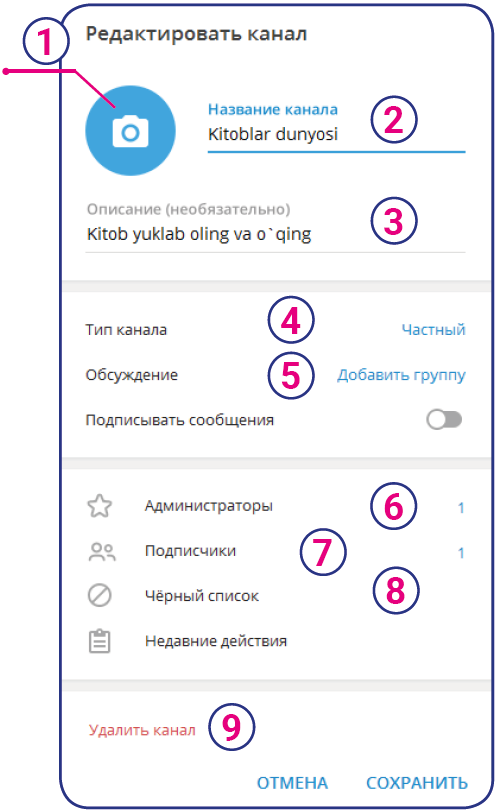 1
Редактировать канал
Название канала
Kitoblar dunyosi
2
Описание (необязательно)
Kitob yuklab oling va o`qing
3
Тип канала 4 Частный
Обсуждение 5 Добавить группу
Подписывать сообщения
Администраторы 6 1
Подписчики 7 1
Чёрный список 8
Недавние действия
Удалить канал 9
ОТМЕНА СОХРАНИТЬ